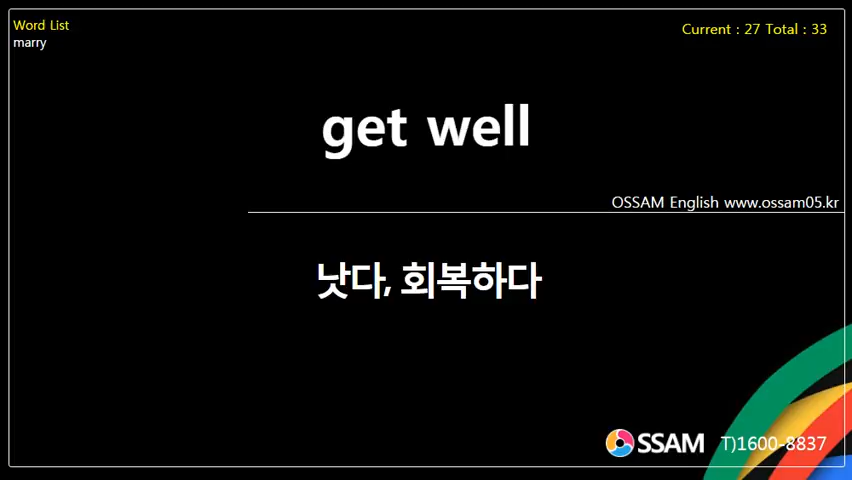 Word List
marry
Current : 27 Total : 33
get well
OSSAM English www.ossam05.kr
낫다, 회복하다
OSSAM T)1600-8837